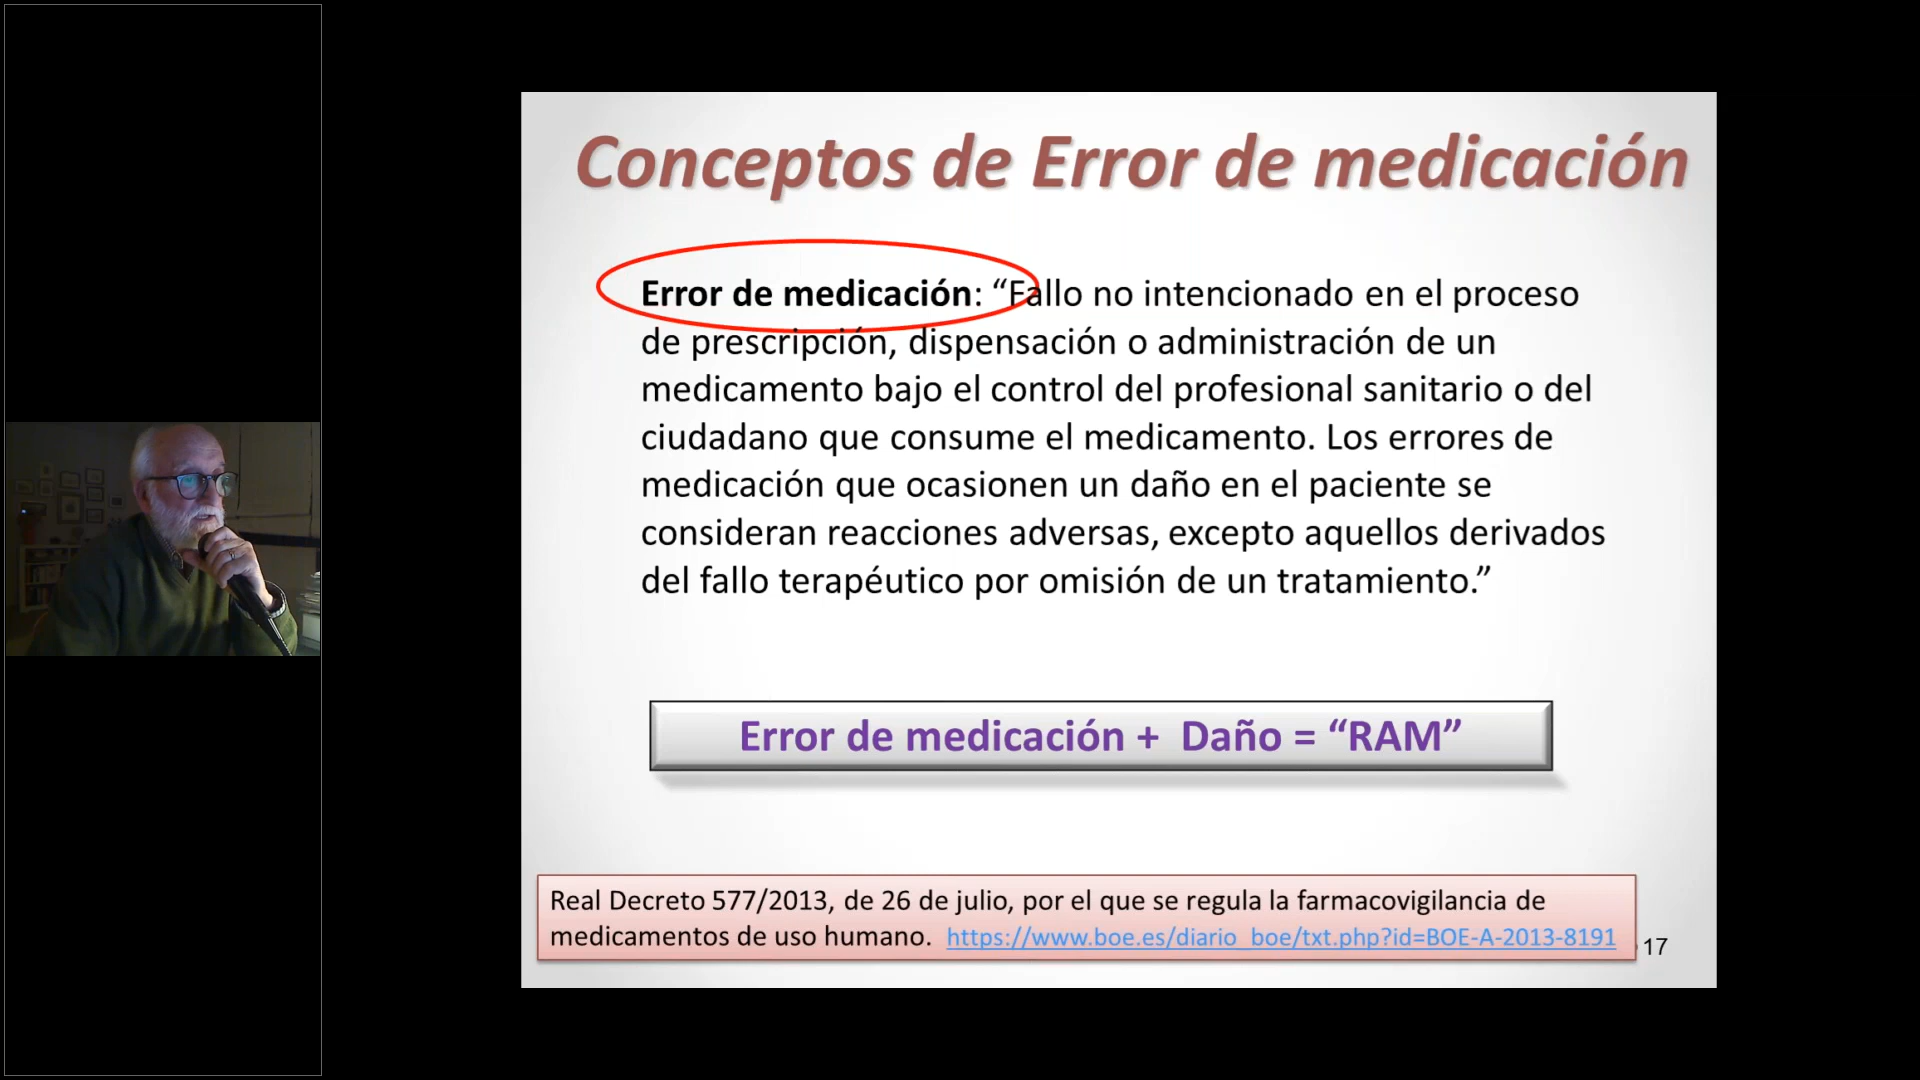 Conceptos de Error de medicación
Error de medicación: “Fallo no intencionado en el proceso
de prescripción, dispensación o administración de un
medicamento bajo el control del profesional sanitario o del
ciudadano que consume el medicamento. Los errores de
medicación que ocasionen un daño en el paciente se
consideran reacciones adversas, excepto aquellos derivados
del fallo terapéutico por omisión de un tratamiento.”
Error de medicación + Daño = “RAM”
Real Decreto 577/2013, de 26 de julio, por el que se regula la farmacovigilancia de
medicamentos de uso humano. https://www.boe.es/diario_boe/txt.php?id=BOE-A-2013-8191
17